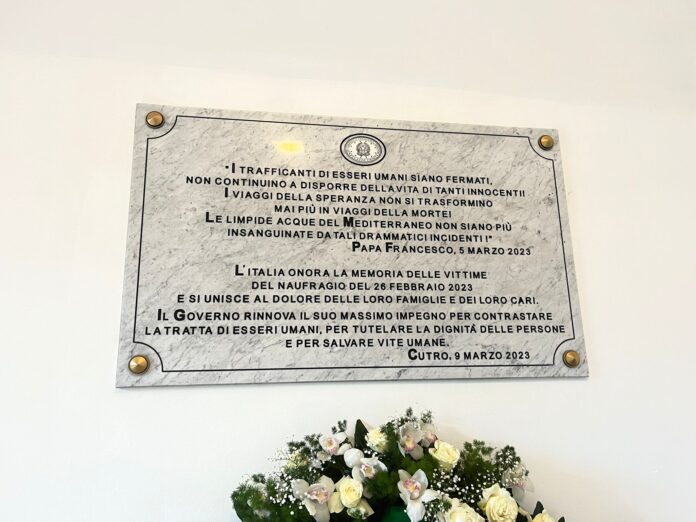 "I TRAFFICANTI DI ESSERI UMANI SIANO FERMATI,
NON CONTINUINO A DISPORRE DELLA VITA DI TANTI INNOCENTI!
I VIAGGI DELLA SPERANZA NON SI TRASFORMINO
MAI PIÙ IN VIAGGI DELLA MORTE!
LE LIMPIDE ACQUE DEL MEDITERRANEO NON SIANO PIÙ
INSANGUINATE DA TALI DRAMMATICI INCIDENTI !"
PAPA FRANCESCO, 5 MARZO 2023
L'ITALIA ONORA LA MEMORIA DELLE VITTIME
DEL NAUFRAGIO DEL 26 FEBBRAIO 2023
E SI UNISCE AL DOLORE DELLE LORO FAMIGLIE E DEI LORO CARI.
IL GOVERNO RINNOVA IL SUO MASSIMO IMPEGNO PER CONTRASTARE
LA TRATTA DI ESSERI UMANI, PER TUTELARE LA DIGNITÀ DELLE PERSONE
E PER SALVARE VITE UMANE.
CUTRO, 9 MARZO 2023